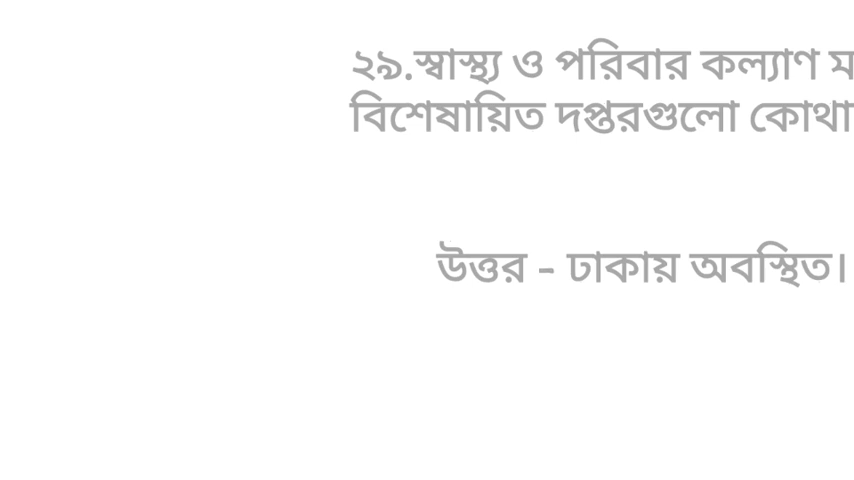 ২৯.স্বাস্থ্য ও পরিবার কল্যাণ ম
বিশেষায়িত দপ্তরগুলো কোথা
উত্তর - ঢাকায় অবস্থিত।